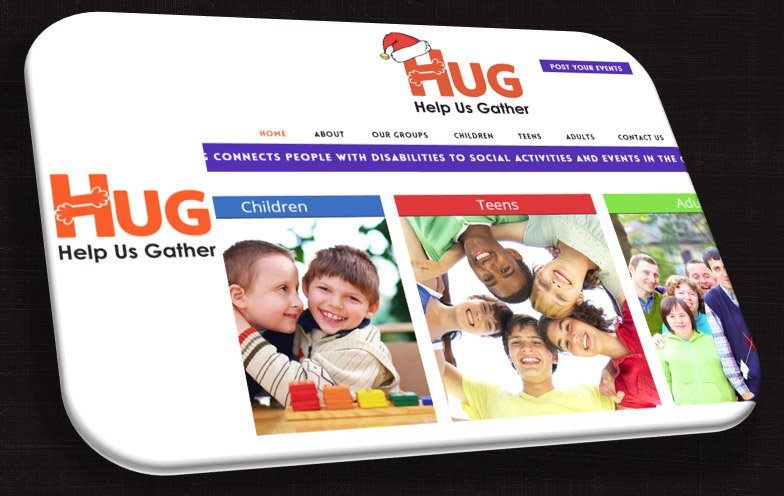 HUG
Help Us Gather
POST YOUR EVENTS
HOME ABOUT OUR GROUPS CHILDREN TEENS ADULTS CONTACT US
CONNECTS PEOPLE WITH DISABILITIES TO SOCIAL ACTIVITIES AND EVENTS IN THE
HUG
Help Us Gather
Children
Teens
Adu